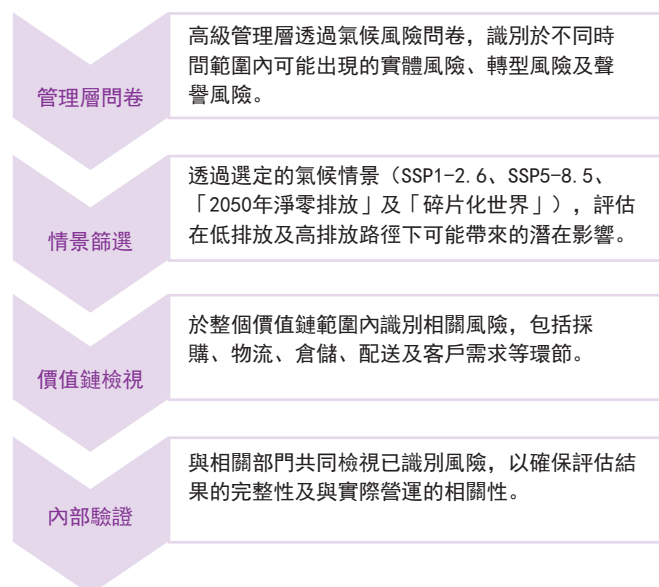 管理層問卷
高級管理層透過氣候風險問卷，識別於不同時
間範圍內可能出現的實體風險、轉型風險及聲
譽風險。
情景篩選
透過選定的氣候情景（SSP1-2.6、SSP5-8.5、
「2050年淨零排放」及「碎片化世界」），評估
在低排放及高排放路徑下可能帶來的潛在影響。
價值鏈檢視
於整個價值鏈範圍內識別相關風險，包括採
購、物流、倉儲、配送及客戶需求等環節。
內部驗證
與相關部門共同檢視已識別風險，以確保評估結
果的完整性及與實際營運的相關性。